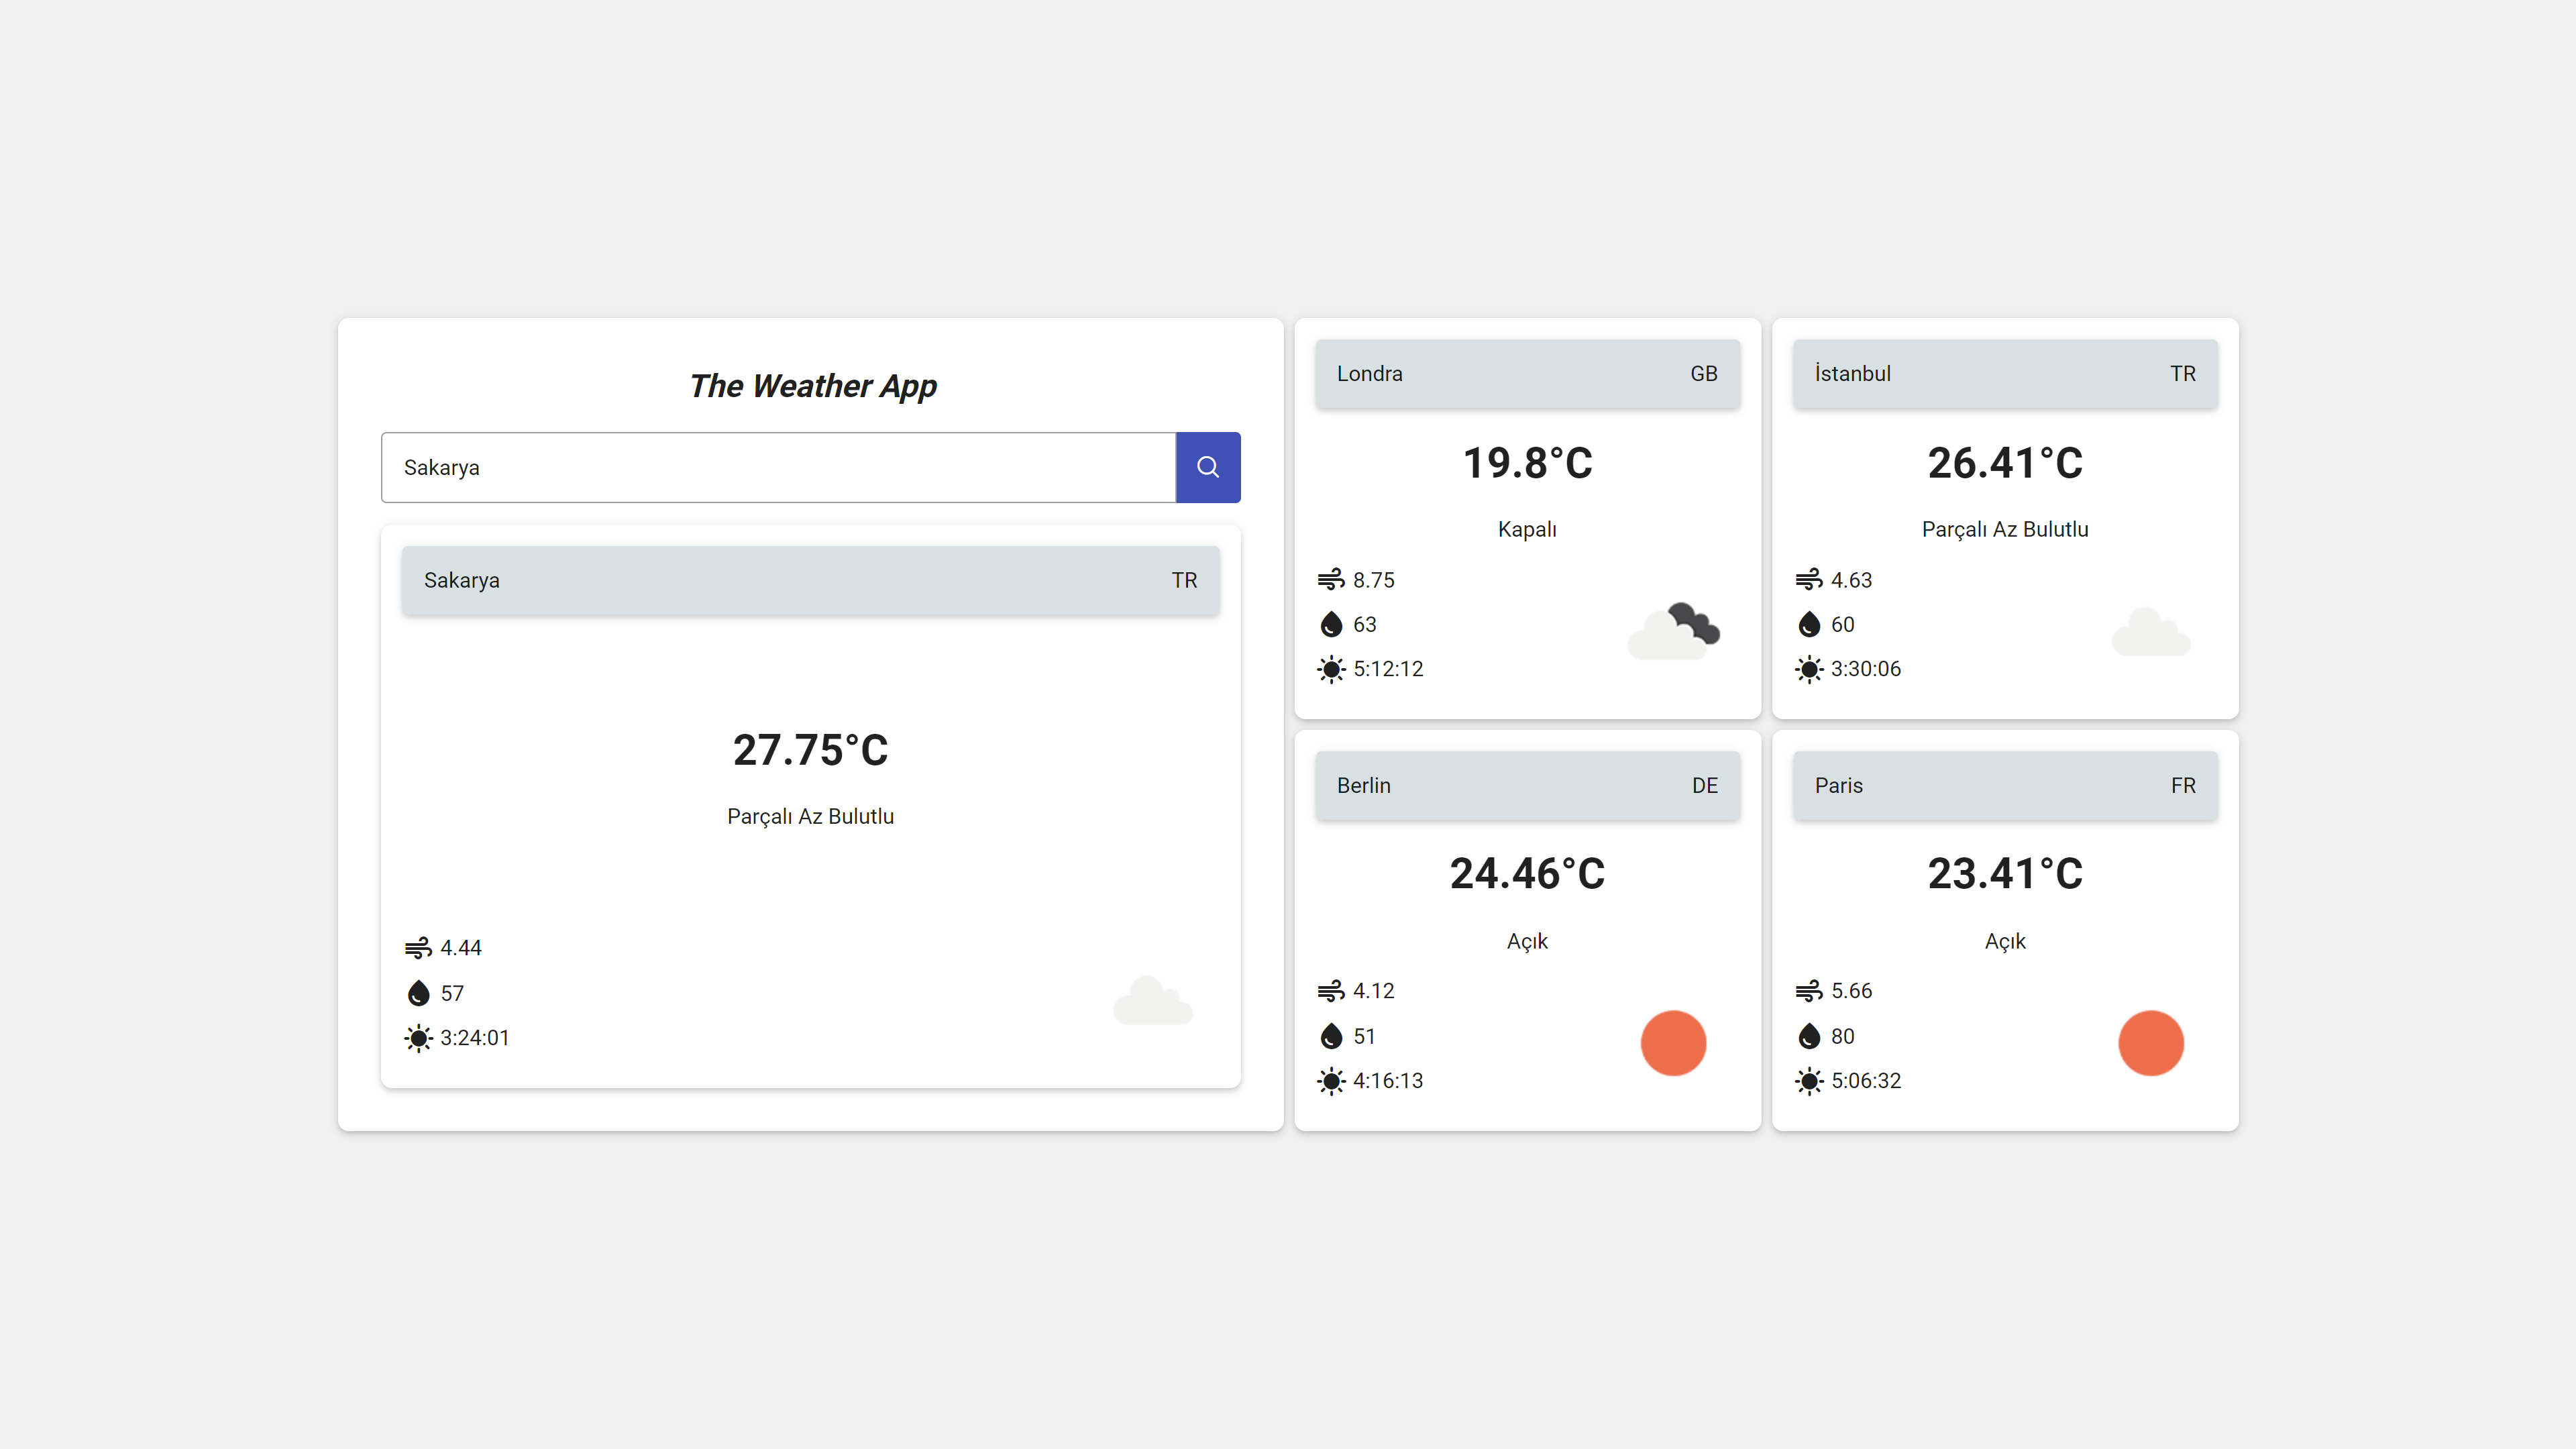 The Weather App
Sakarya
Sakarya TR
27.75°C
Parçalı Az Bulutlu
4.44
57
3:24:01
Londra GB
19.8°C
Kapalı
8.75
63
5:12:12
İstanbul TR
26.41°C
Parçalı Az Bulutlu
4.63
60
3:30:06
Berlin DE
24.46°C
Açık
4.12
51
4:16:13
Paris FR
23.41°C
Açık
5.66
80
5:06:32